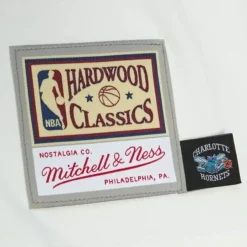 HARDWOOD
NBA
CLASSICS
NOSTALGIA CO.
Mitchell & Ness
PHILADELPHIA, PA.
CHARLOTTE
HORNETS